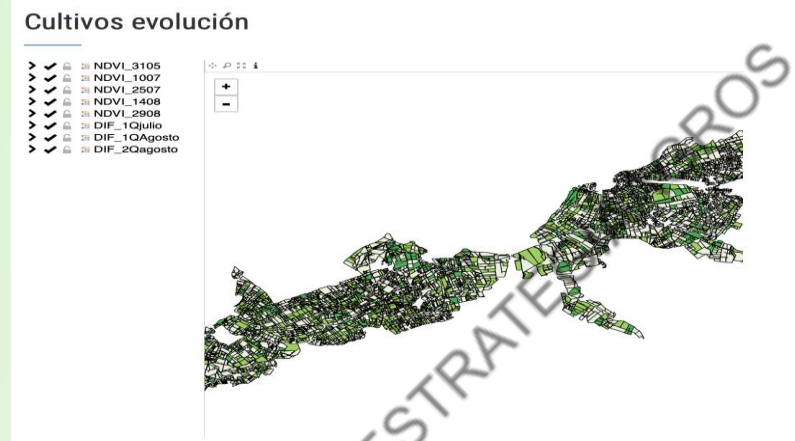 Cultivos evolución
NDVI_3105
NDVI_1007
NDVI_2507
NDVI_1408
NDVI_2908
DIF_1Qjulio
DIF_1QAgosto
DIF_2Qagosto
+
-